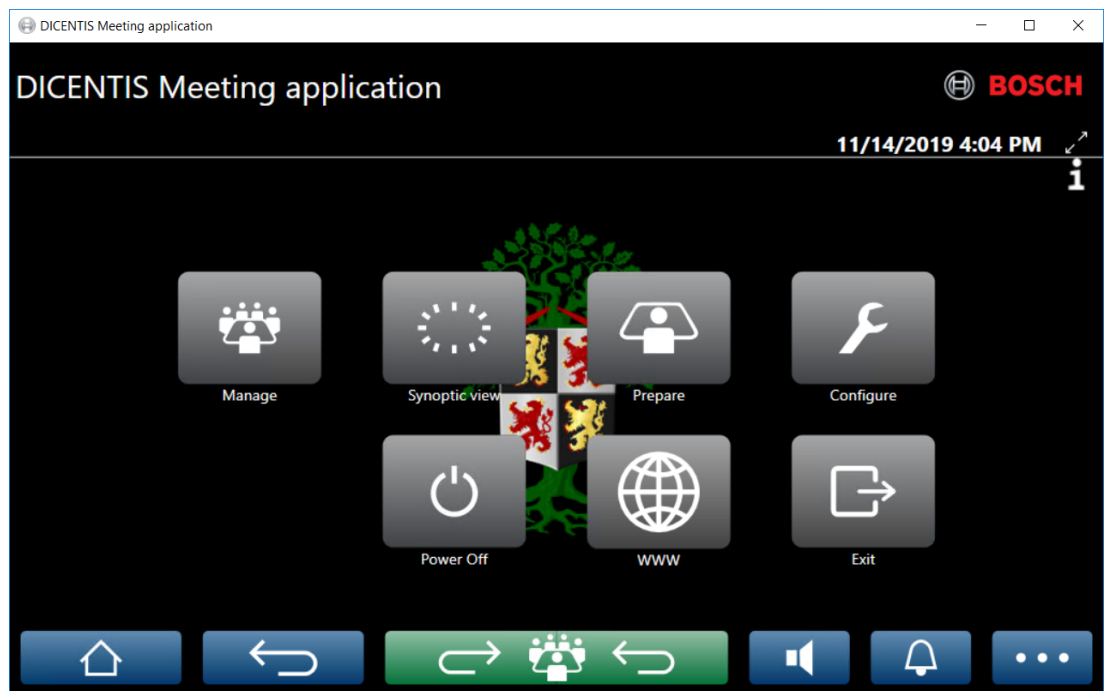 DICENTIS Meeting application
DICENTIS Meeting application
BOSCH
11/14/2019 4:04 PM
Manage
Synoptic view
Prepare
Configure
Power Off
WWW
Exit